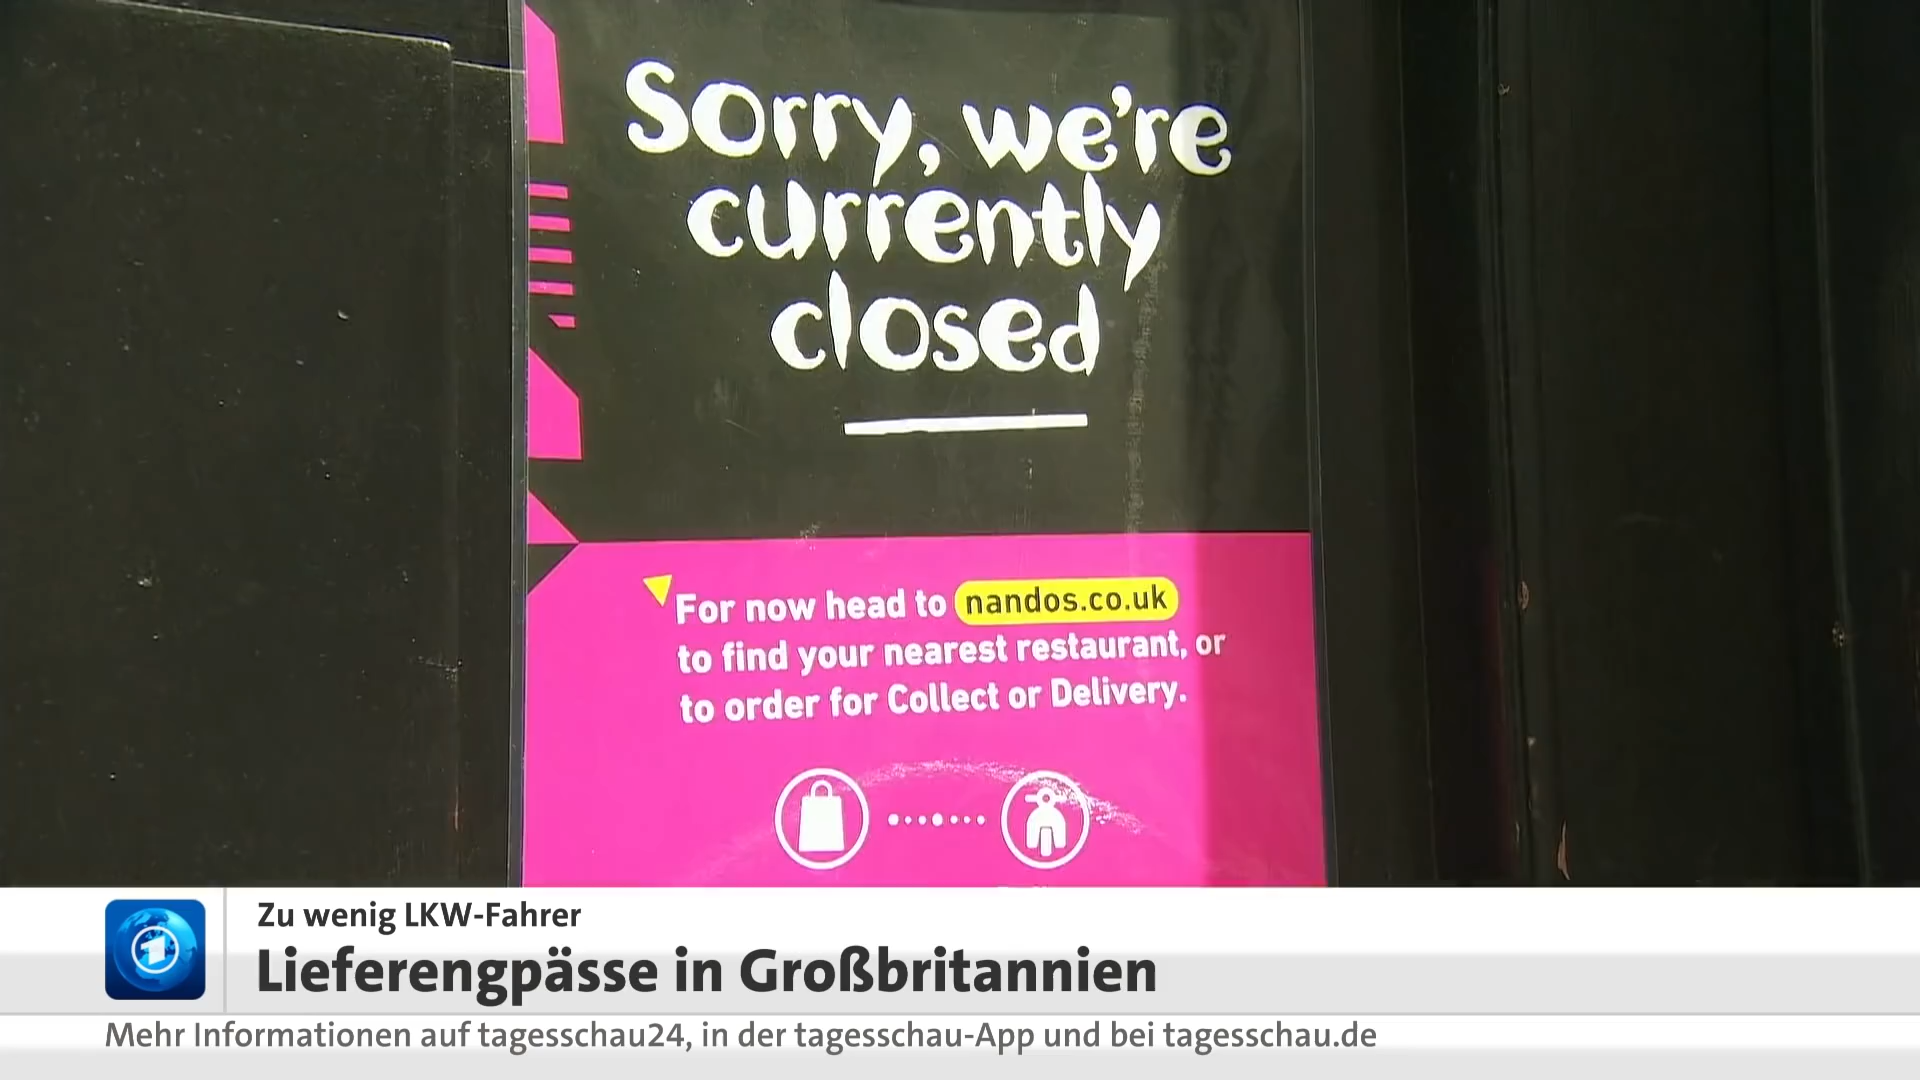 Sorry, we're
currently
closed
For now head to nandos.co.uk
to find your nearest restaurant, or
to order for Collect or Delivery.
1
Zu wenig LKW-Fahrer
Lieferengpässe in Großbritannien
Mehr Informationen auf tagesschau24, in der tagesschau-App und bei tagesschau.de